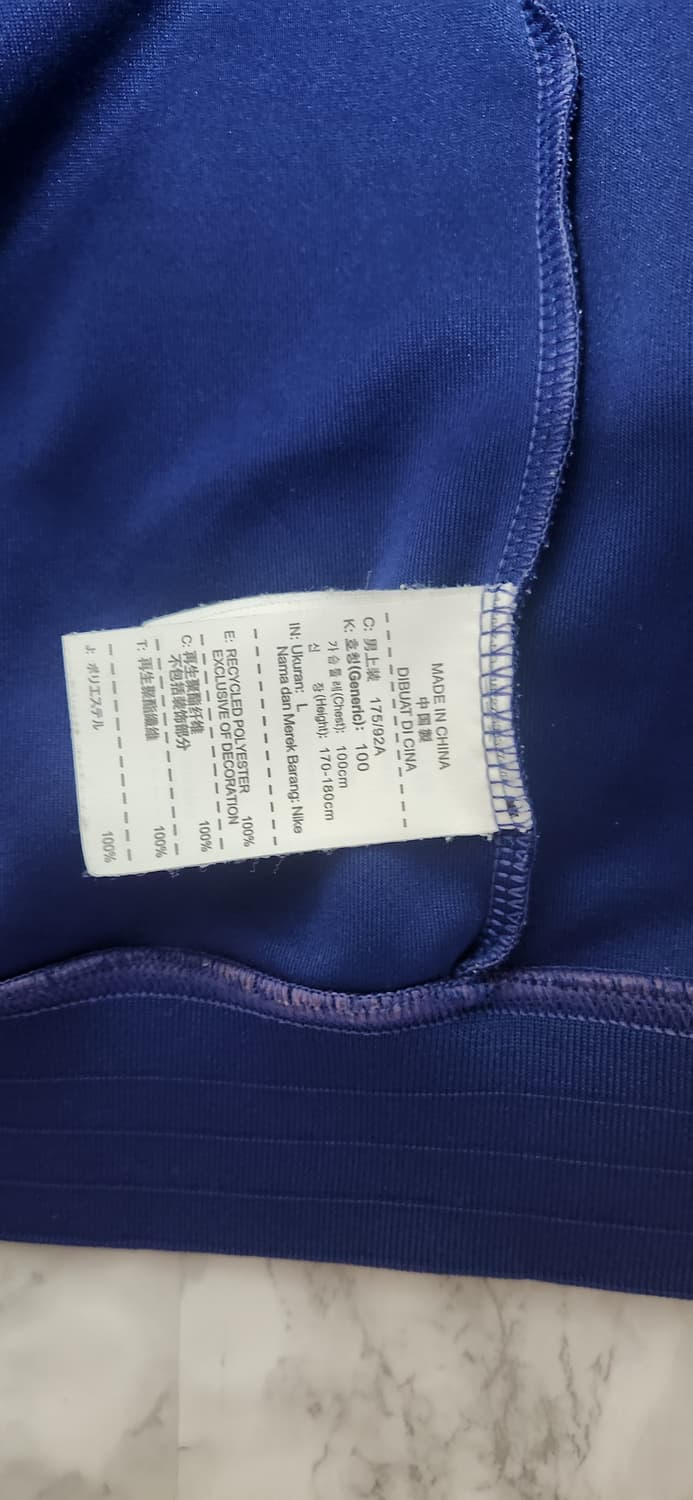 MADE IN CHINA
中国製
DIBUAT DI CINA
C: 男上装 175/92A
K: 호칭(Generic): 100
가슴둘레(Chest): 100cm
신 장(Height): 170-180cm
IN: Ukuran: L
Nama dan Merek Barang: Nike
E: RECYCLED POLYESTER 100%
EXCLUSIVE OF DECORATION
C: 再生聚酯纤维 100%
不包括装饰部分
T: 再生聚酯纖維 100%
J: ポリエステル 100%